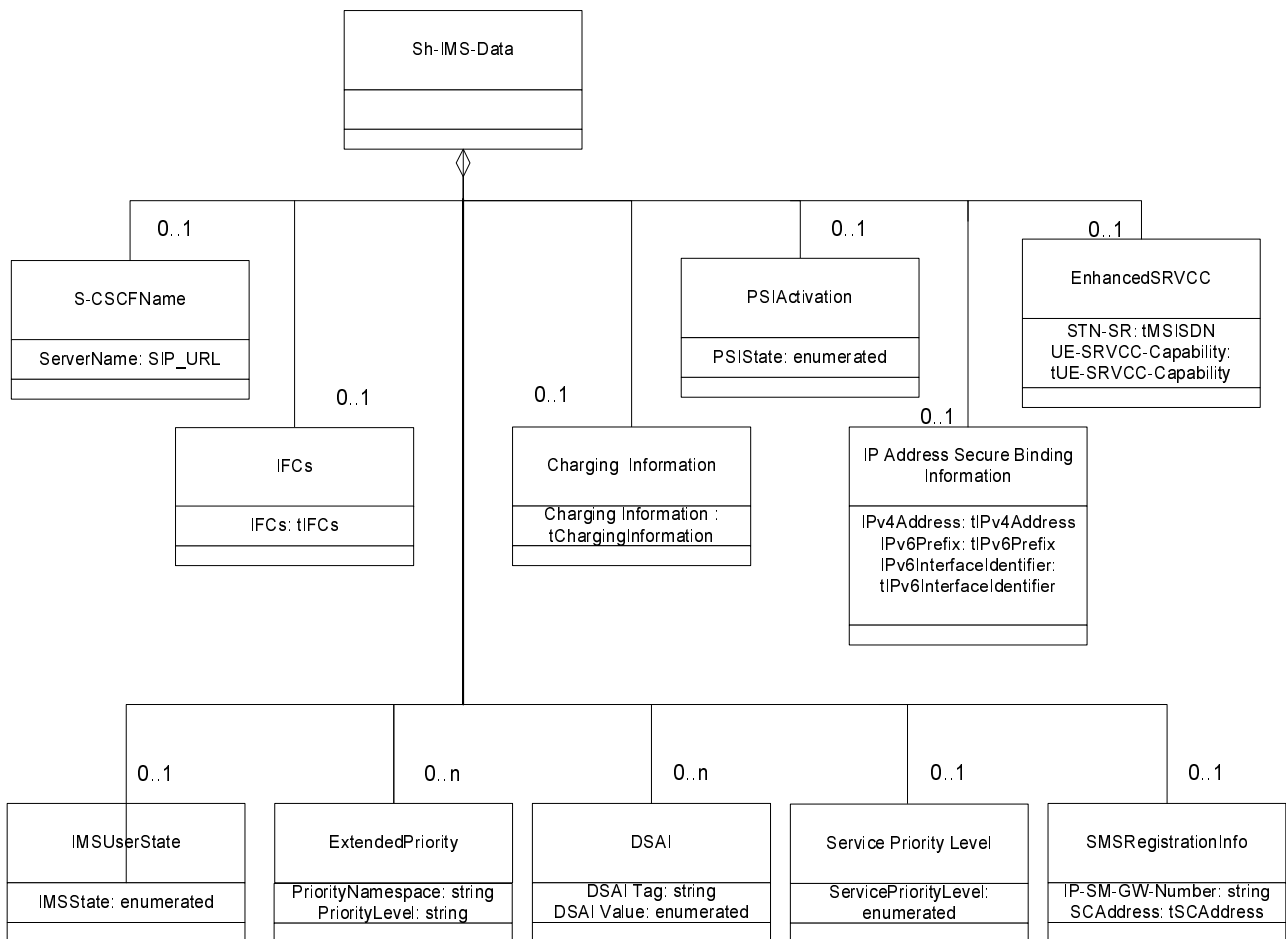 Sh-IMS-Data
0..1
0..1
0..1
S-CSCFName
ServerName: SIP_URL
PSIActivation
PSIState: enumerated
EnhancedSRVCC
STN-SR: tMSISDN
UE-SRVCC-Capability:
tUE-SRVCC-Capability
0..1
0..1
0..1
IFCs
IFCs: tIFCs
Charging Information
Charging Information :
tChargingInformation
IP Address Secure Binding
Information
IPv4Address: tIPv4Address
IPv6Prefix: tIPv6Prefix
IPv6InterfaceIdentifier:
tIPv6InterfaceIdentifier
0..1
0..n
0..n
0..1
0..1
IMSUserState
IMSState: enumerated
ExtendedPriority
PriorityNamespace: string
PriorityLevel: string
DSAI
DSAI Tag: string
DSAI Value: enumerated
Service Priority Level
ServicePriorityLevel:
enumerated
SMSRegistrationInfo
IP-SM-GW-Number: string
SCAddress: tSCAddress